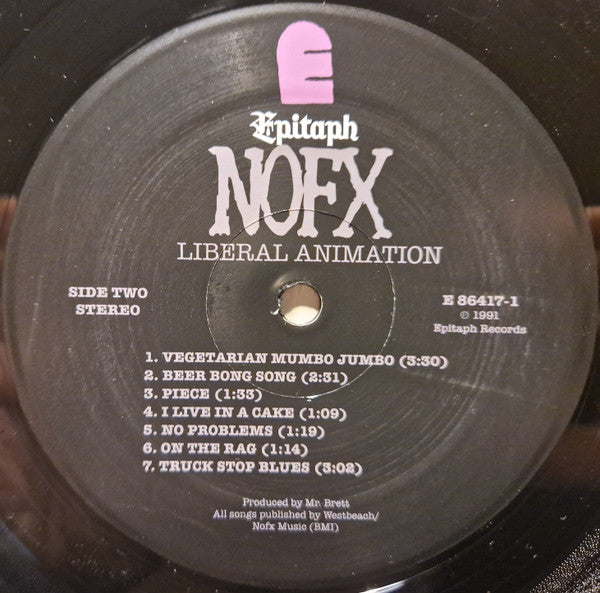 E
Epitaph
NOFX
LIBERAL ANIMATION
SIDE TWO
STEREO
E 86417-1
℗ 1991
Epitaph Records
1. VEGETARIAN MUMBO JUMBO (3:30)
2. BEER BONG SONG (2:31)
3. PIECE (1:33)
4. I LIVE IN A CAKE (1:09)
5. NO PROBLEMS (1:19)
6. ON THE RAG (1:14)
7. TRUCK STOP BLUES (3:02)
Produced by Mr. Brett
All songs published by Westbeach/
Nofx Music (BMI)